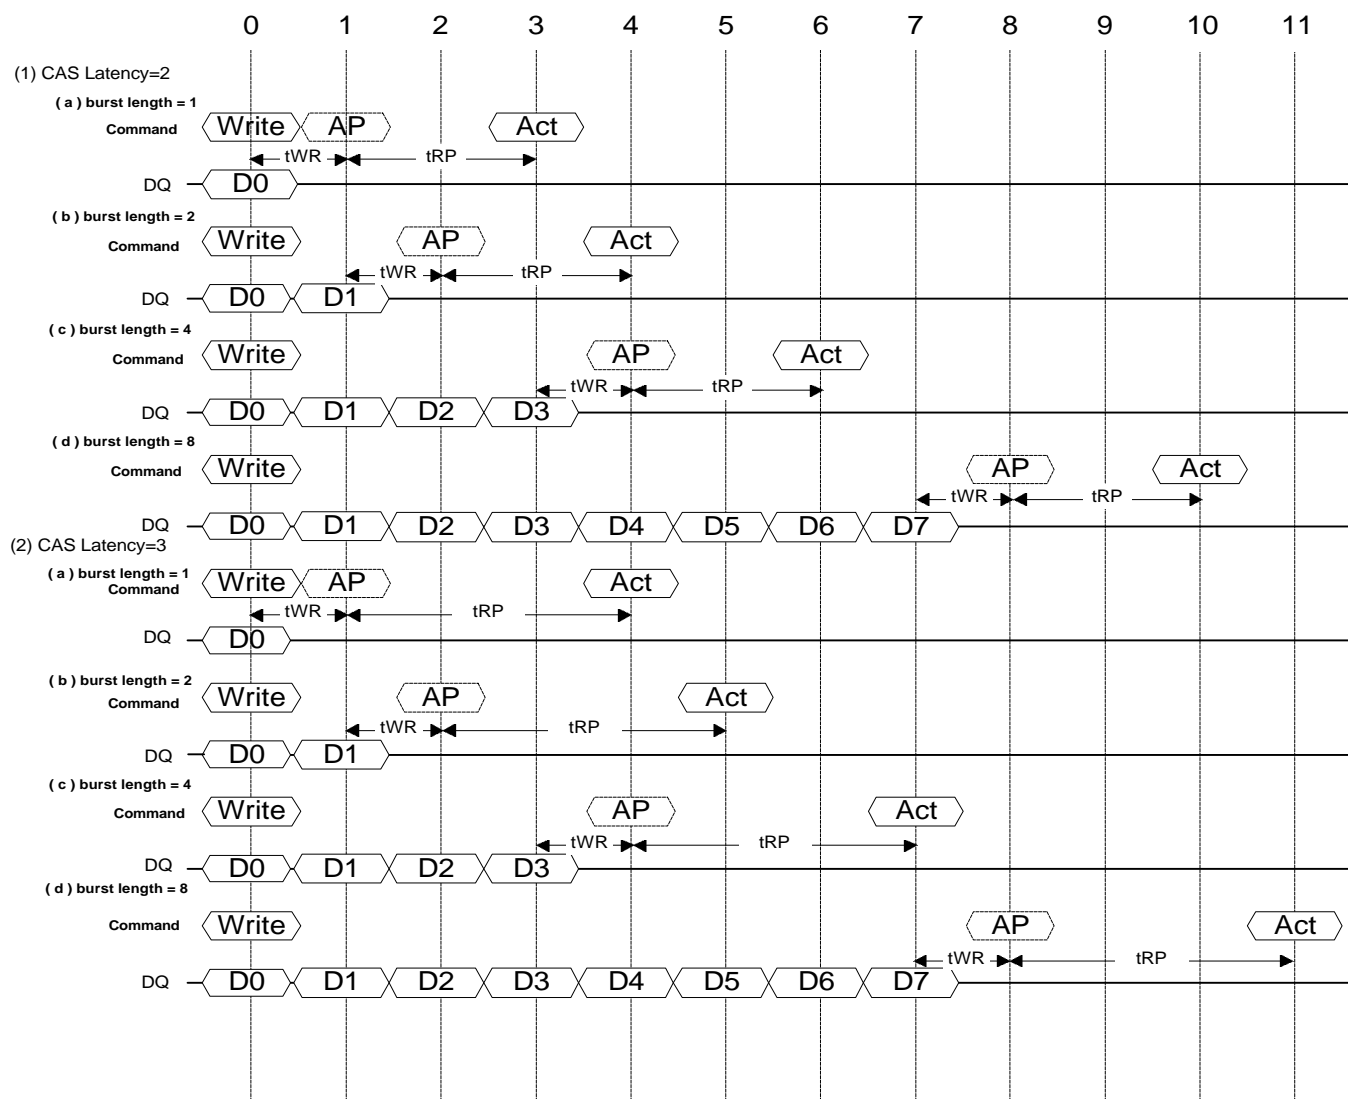 0 1 2 3 4 5 6 7 8 9 10 11
(1) CAS Latency=2
( a ) burst length = 1
Command Write AP Act
tWR tRP
DQ D0
( b ) burst length = 2
Command Write AP Act
tWR tRP
DQ D0 D1
( c ) burst length = 4
Command Write AP Act
tWR tRP
DQ D0 D1 D2 D3
( d ) burst length = 8
Command Write AP Act
tWR tRP
DQ D0 D1 D2 D3 D4 D5 D6 D7
(2) CAS Latency=3
( a ) burst length = 1
Command Write AP Act
tWR tRP
DQ D0
( b ) burst length = 2
Command Write AP Act
tWR tRP
DQ D0 D1
( c ) burst length = 4
Command Write AP Act
tWR tRP
DQ D0 D1 D2 D3
( d ) burst length = 8
Command Write AP Act
tWR tRP
DQ D0 D1 D2 D3 D4 D5 D6 D7